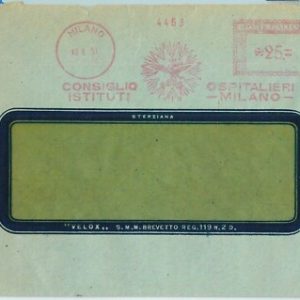 4463
MILANO
=25=
CONSIGLIO OSPITALIERI
ISTITUTI —MILANO—
STERZIANA
"VELOX„ S.M.M. BREVETTO REG. 119 N. 29.